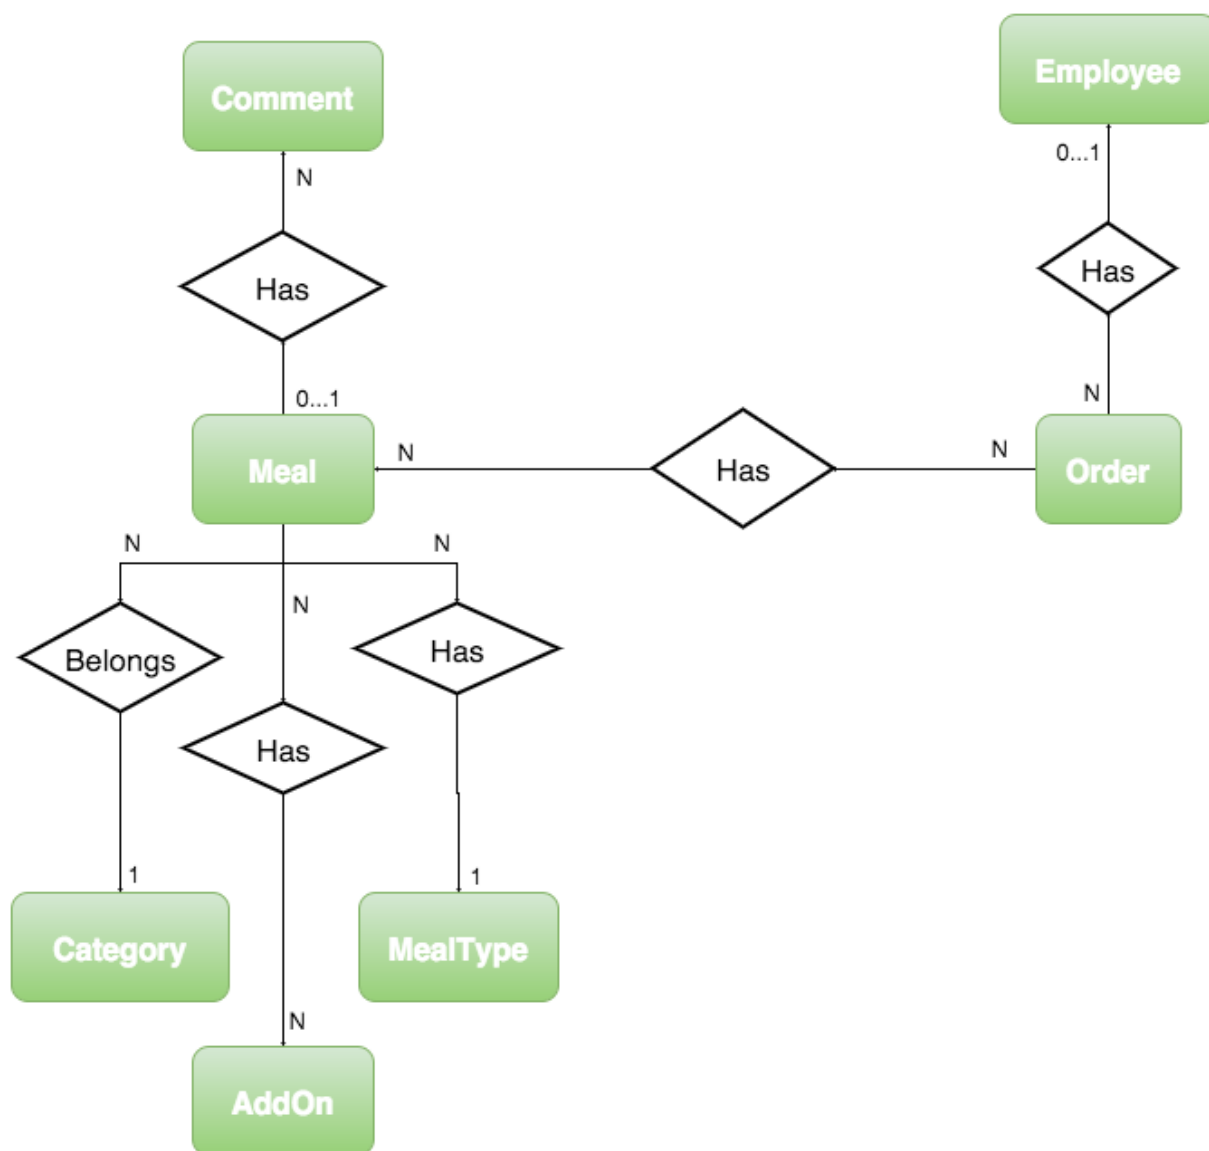 Employee
Comment
0...1
N
Has
Has
N
0...1
N
N
Meal
Has
Order
N
N
N
Belongs
Has
Has
1
1
Category
MealType
N
AddOn